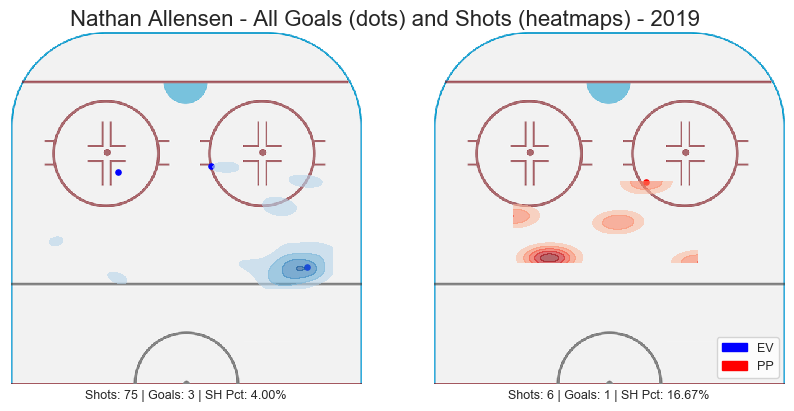 Nathan Allensen - All Goals (dots) and Shots (heatmaps) - 2019
EV
PP
Shots: 75 | Goals: 3 | SH Pct: 4.00%
Shots: 6 | Goals: 1 | SH Pct: 16.67%